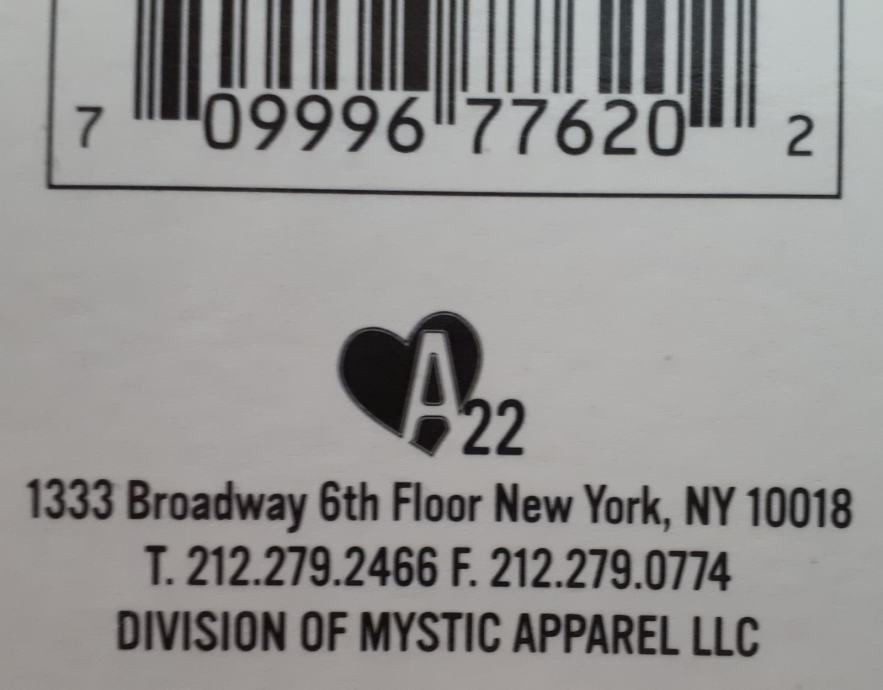 7 09996 77620 2
A22
1333 Broadway 6th Floor New York, NY 10018
T. 212.279.2466 F. 212.279.0774
DIVISION OF MYSTIC APPAREL LLC